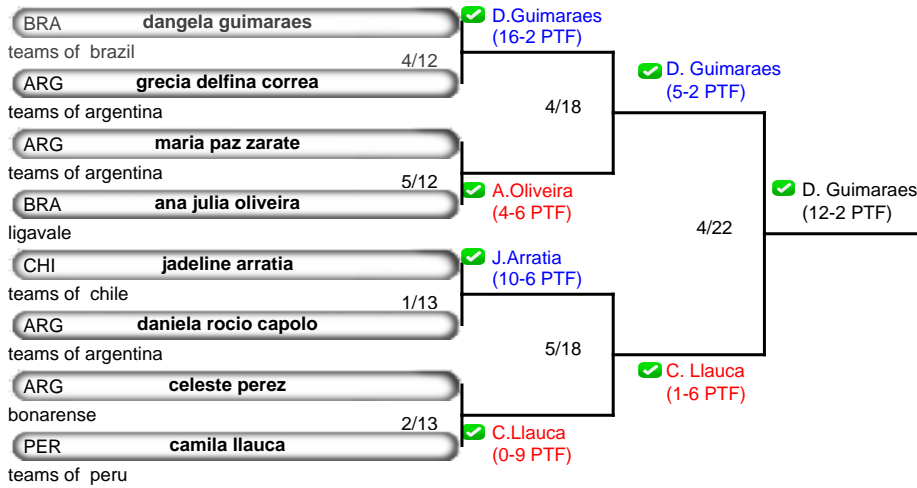 BRA dangela guimaraes
teams of brazil
4/12
ARG grecia delfina correa
teams of argentina
ARG maria paz zarate
teams of argentina
5/12
BRA ana julia oliveira
ligavale
CHI jadeline arratia
teams of chile
1/13
ARG daniela rocio capolo
teams of argentina
ARG celeste perez
bonarense
2/13
PER camila llauca
teams of peru
D.Guimaraes
(16-2 PTF)
4/18
A.Oliveira
(4-6 PTF)
J.Arratia
(10-6 PTF)
5/18
C.Llauca
(0-9 PTF)
D. Guimaraes
(5-2 PTF)
4/22
C. Llauca
(1-6 PTF)
D. Guimaraes
(12-2 PTF)